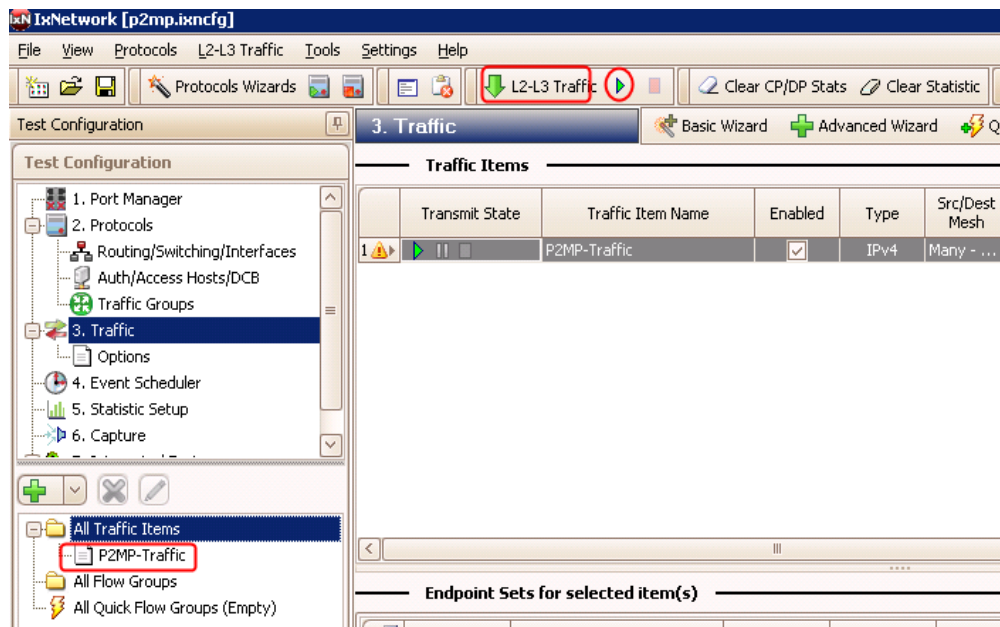 IxN IxNetwork [p2mp.ixncfg]
File View Protocols L2-L3 Traffic Tools Settings Help
Protocols Wizards L2-L3 Traffic Clear CP/DP Stats Clear Statistic
Test Configuration
3. Traffic Basic Wizard Advanced Wizard Q
Test Configuration
Traffic Items
1. Port Manager
2. Protocols
Routing/Switching/Interfaces
Auth/Access Hosts/DCB
Traffic Groups
3. Traffic
Options
4. Event Scheduler
5. Statistic Setup
6. Capture
Transmit State Traffic Item Name Enabled Type Src/Dest Mesh
1 P2MP-Traffic IPv4 Many - ...
All Traffic Items
P2MP-Traffic
All Flow Groups
All Quick Flow Groups (Empty)
Endpoint Sets for selected item(s)